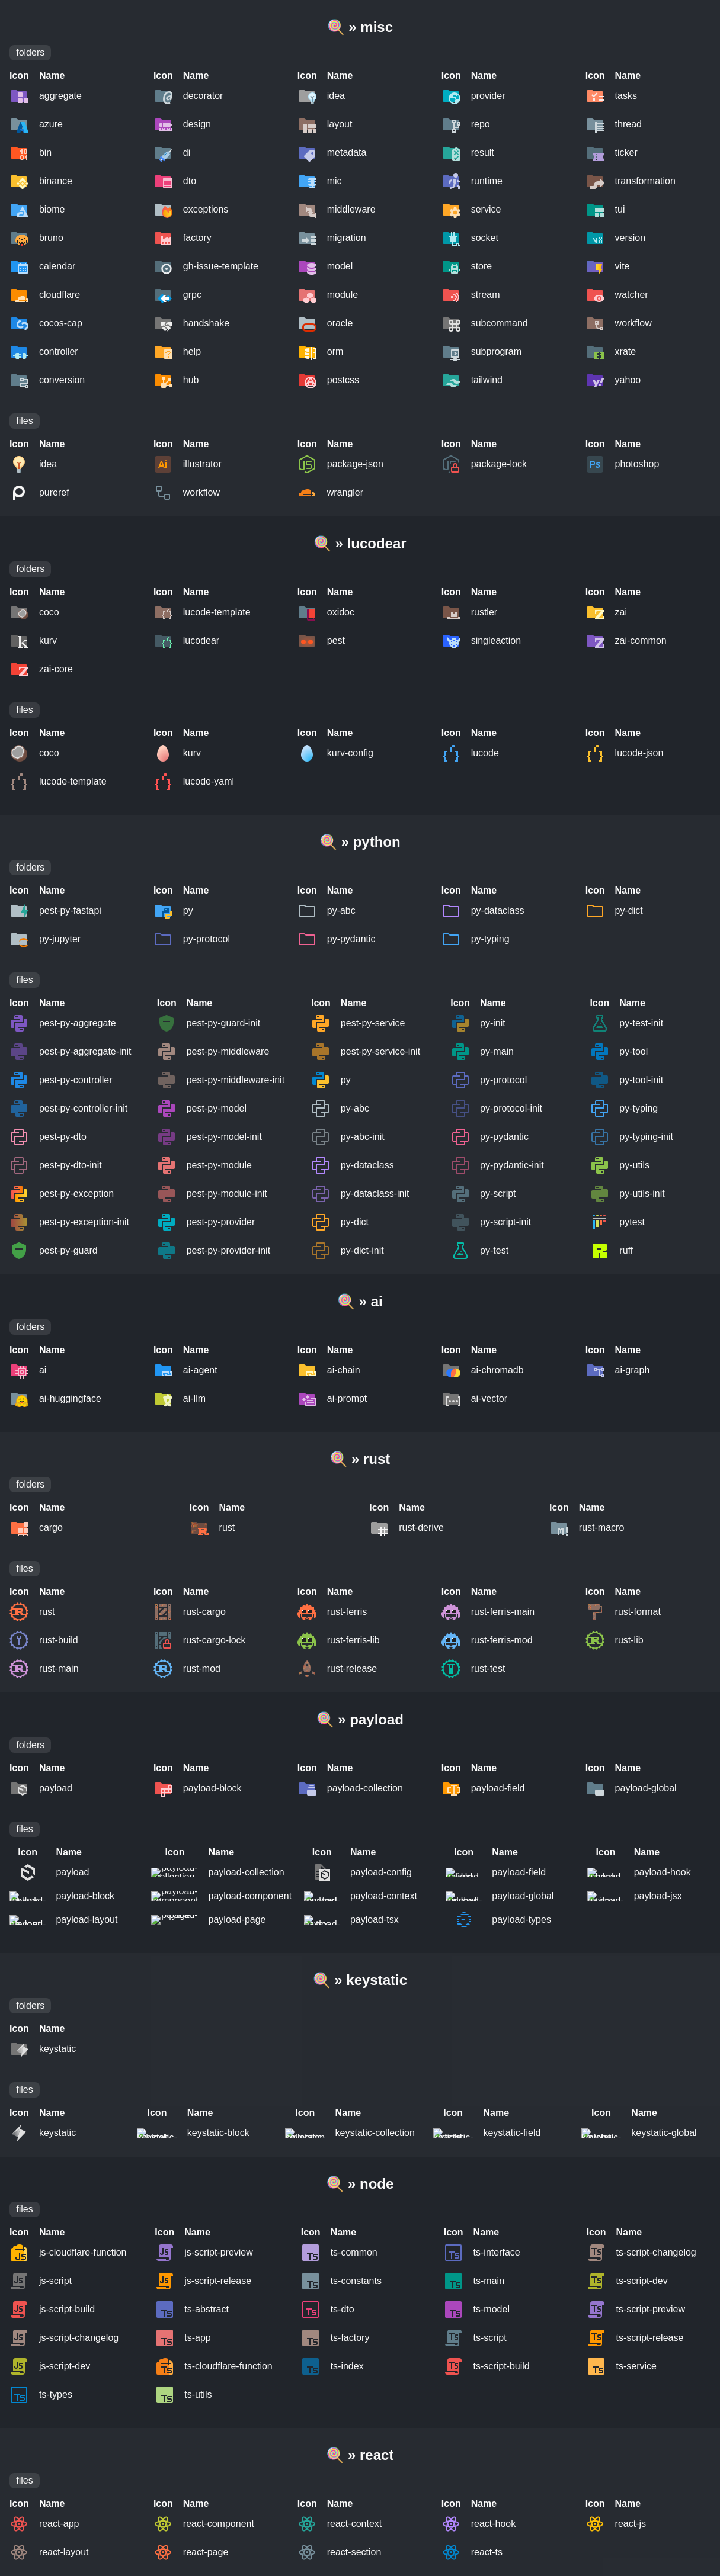 » misc
folders
Icon Name Icon Name Icon Name Icon Name Icon Name
aggregate decorator idea provider tasks
azure design layout repo thread
bin di metadata result ticker
binance dto mic runtime transformation
biome exceptions middleware service tui
bruno factory migration socket version
calendar gh-issue-template model store vite
cloudflare grpc module stream watcher
cocos-cap handshake oracle subcommand workflow
controller help orm subprogram xrate
conversion hub postcss tailwind yahoo
files
Icon Name Icon Name Icon Name Icon Name Icon Name
idea illustrator package-json package-lock photoshop
pureref workflow wrangler
» lucodear
folders
Icon Name Icon Name Icon Name Icon Name Icon Name
coco lucode-template oxidoc rustler zai
kurv lucodear pest singleaction zai-common
zai-core
files
Icon Name Icon Name Icon Name Icon Name Icon Name
coco kurv kurv-config lucode lucode-json
lucode-template lucode-yaml
» python
folders
Icon Name Icon Name Icon Name Icon Name Icon Name
pest-py-fastapi py py-abc py-dataclass py-dict
py-jupyter py-protocol py-pydantic py-typing
files
Icon Name Icon Name Icon Name Icon Name Icon Name
pest-py-aggregate pest-py-guard-init pest-py-service py-init py-test-init
pest-py-aggregate-init pest-py-middleware pest-py-service-init py-main py-tool
pest-py-controller pest-py-middleware-init py py-protocol py-tool-init
pest-py-controller-init pest-py-model py-abc py-protocol-init py-typing
pest-py-dto pest-py-model-init py-abc-init py-pydantic py-typing-init
pest-py-dto-init pest-py-module py-dataclass py-pydantic-init py-utils
pest-py-exception pest-py-module-init py-dataclass-init py-script py-utils-init
pest-py-exception-init pest-py-provider py-dict py-script-init pytest
pest-py-guard pest-py-provider-init py-dict-init py-test ruff
» ai
folders
Icon Name Icon Name Icon Name Icon Name Icon Name
ai ai-agent ai-chain ai-chromadb ai-graph
ai-huggingface ai-llm ai-prompt ai-vector
» rust
folders
Icon Name Icon Name Icon Name Icon Name
cargo rust rust-derive rust-macro
files
Icon Name Icon Name Icon Name Icon Name Icon Name
rust rust-cargo rust-ferris rust-ferris-main rust-format
rust-build rust-cargo-lock rust-ferris-lib rust-ferris-mod rust-lib
rust-main rust-mod rust-release rust-test
» payload
folders
Icon Name Icon Name Icon Name Icon Name Icon Name
payload payload-block payload-collection payload-field payload-global
files
Icon Name Icon Name Icon Name Icon Name Icon Name
payload payload-collection payload-config payload-field payload-hook
payload-block payload-component payload-context payload-global payload-jsx
payload-layout payload-page payload-tsx payload-types
» keystatic
folders
Icon Name
keystatic
files
Icon Name Icon Name Icon Name Icon Name Icon Name
keystatic keystatic-block keystatic-collection keystatic-field keystatic-global
» node
files
Icon Name Icon Name Icon Name Icon Name Icon Name
js-cloudflare-function js-script-preview ts-common ts-interface ts-script-changelog
js-script js-script-release ts-constants ts-main ts-script-dev
js-script-build ts-abstract ts-dto ts-model ts-script-preview
js-script-changelog ts-app ts-factory ts-script ts-script-release
js-script-dev ts-cloudflare-function ts-index ts-script-build ts-service
ts-types ts-utils
» react
files
Icon Name Icon Name Icon Name Icon Name Icon Name
react-app react-component react-context react-hook react-js
react-layout react-page react-section react-ts